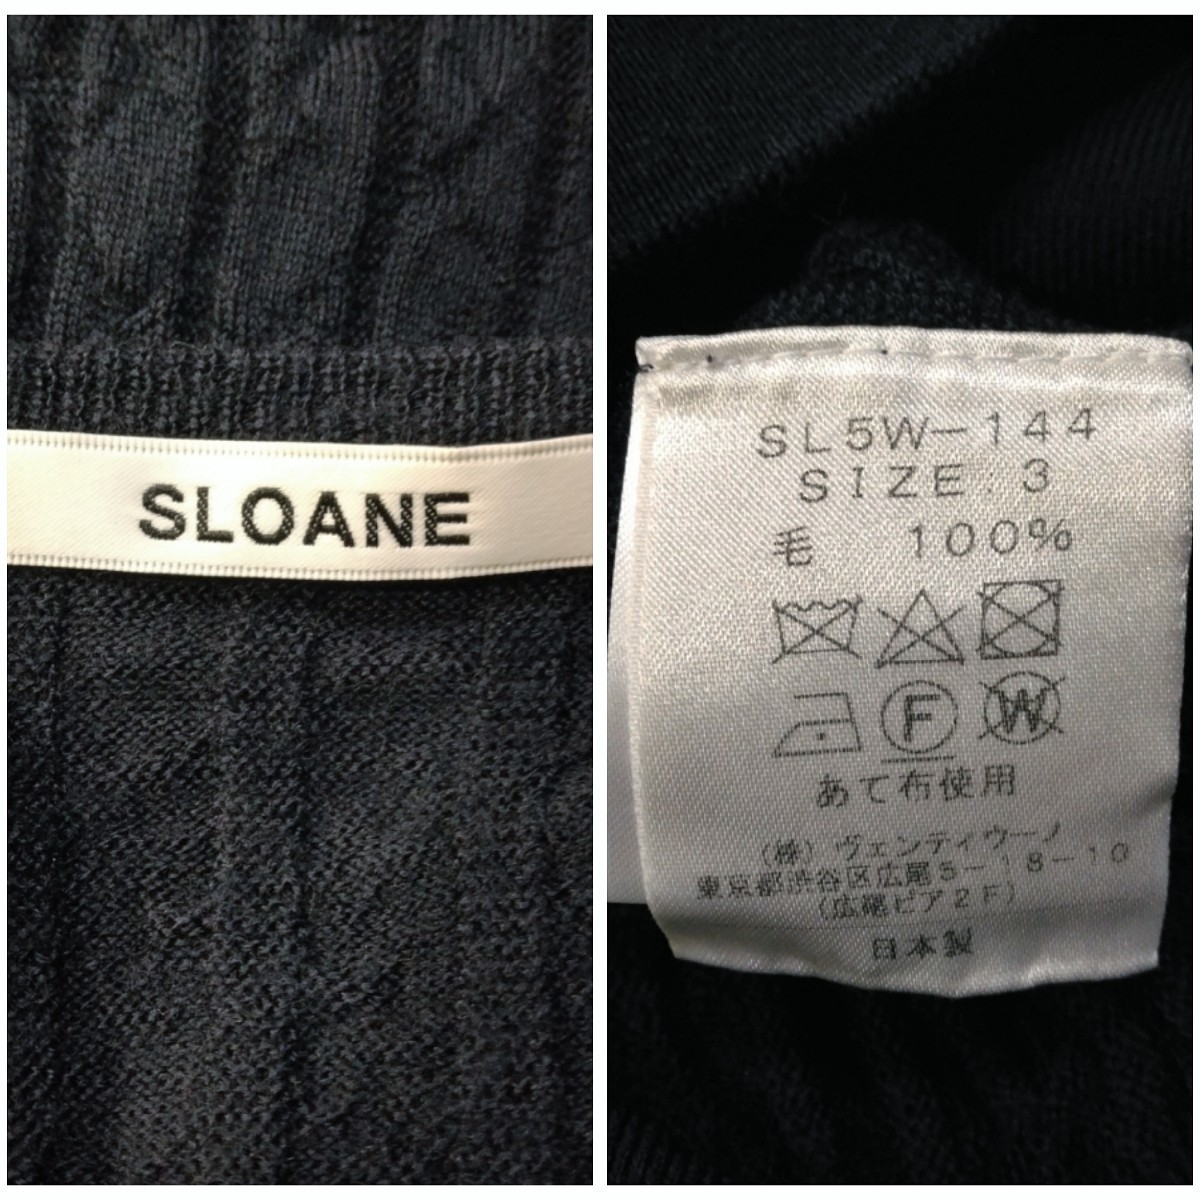 SLOANE
SL5W-144
SIZE.3
毛 100%
F W
あて布使用
(株)ヴェンティウーノ
東京都渋谷区広尾5-18-10
(広尾ピア2F)
日本製